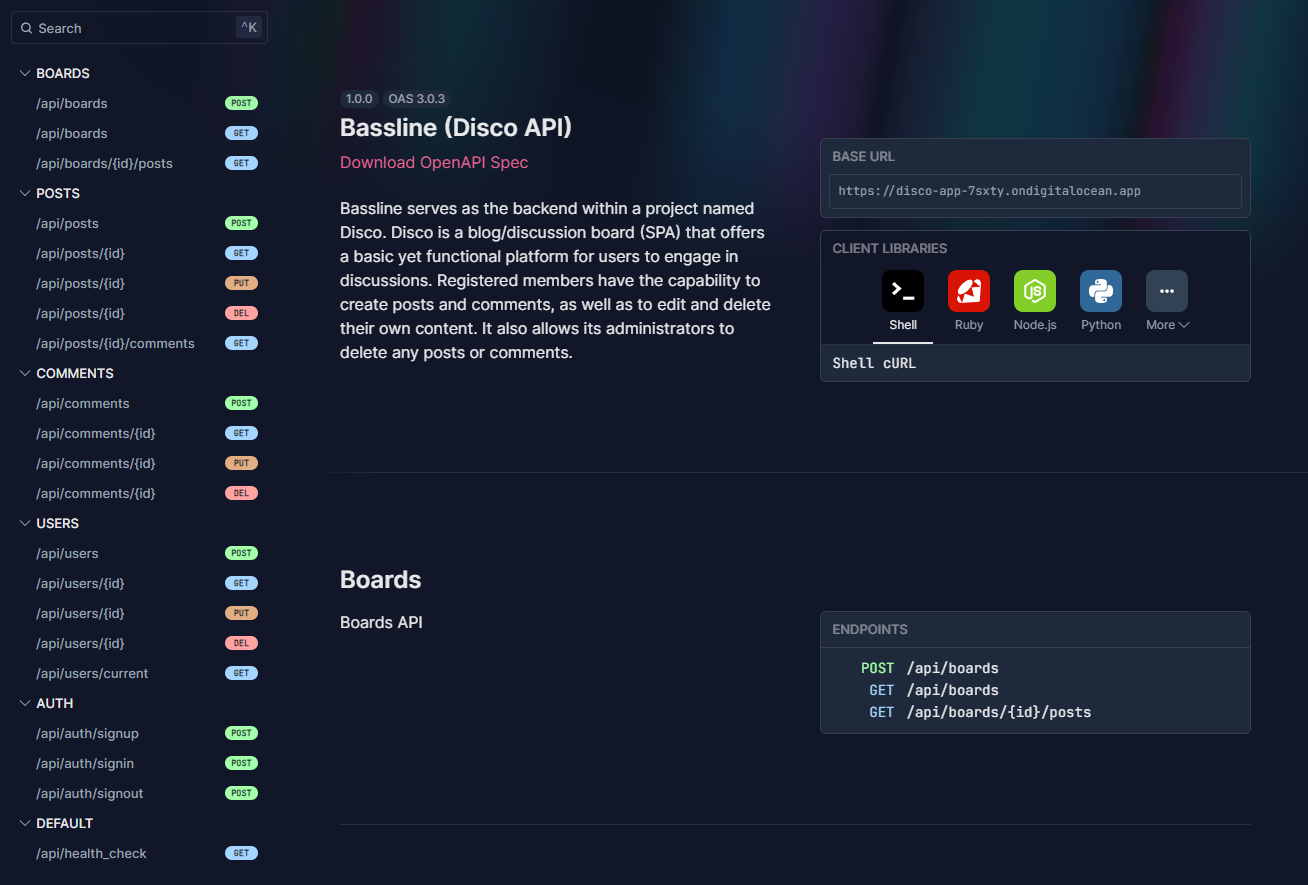 Search ^K
BOARDS
/api/boards POST
/api/boards GET
/api/boards/{id}/posts GET
POSTS
/api/posts POST
/api/posts/{id} GET
/api/posts/{id} PUT
/api/posts/{id} DEL
/api/posts/{id}/comments GET
COMMENTS
/api/comments POST
/api/comments/{id} GET
/api/comments/{id} PUT
/api/comments/{id} DEL
USERS
/api/users POST
/api/users/{id} GET
/api/users/{id} PUT
/api/users/{id} DEL
/api/users/current GET
AUTH
/api/auth/signup POST
/api/auth/signin POST
/api/auth/signout POST
DEFAULT
/api/health_check GET
1.0.0 OAS 3.0.3
Bassline (Disco API)
Download OpenAPI Spec
Bassline serves as the backend within a project named
Disco. Disco is a blog/discussion board (SPA) that offers
a basic yet functional platform for users to engage in
discussions. Registered members have the capability to
create posts and comments, as well as to edit and delete
their own content. It also allows its administrators to
delete any posts or comments.
BASE URL
https://disco-app-7sxty.ondigitalocean.app
CLIENT LIBRARIES
Shell Ruby Node.js Python More
Shell cURL
Boards
Boards API
ENDPOINTS
POST /api/boards
GET /api/boards
GET /api/boards/{id}/posts